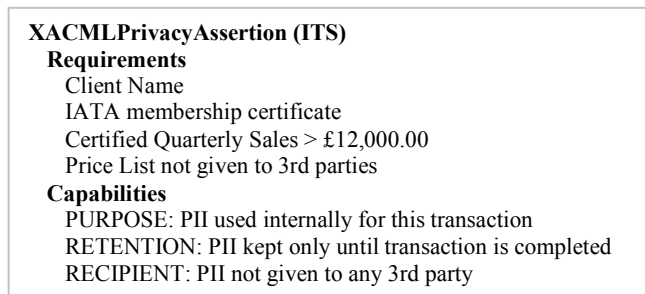 XACMLPrivacyAssertion (ITS)
Requirements
Client Name
IATA membership certificate
Certified Quarterly Sales > £12,000.00
Price List not given to 3rd parties
Capabilities
PURPOSE: PII used internally for this transaction
RETENTION: PII kept only until transaction is completed
RECIPIENT: PII not given to any 3rd party